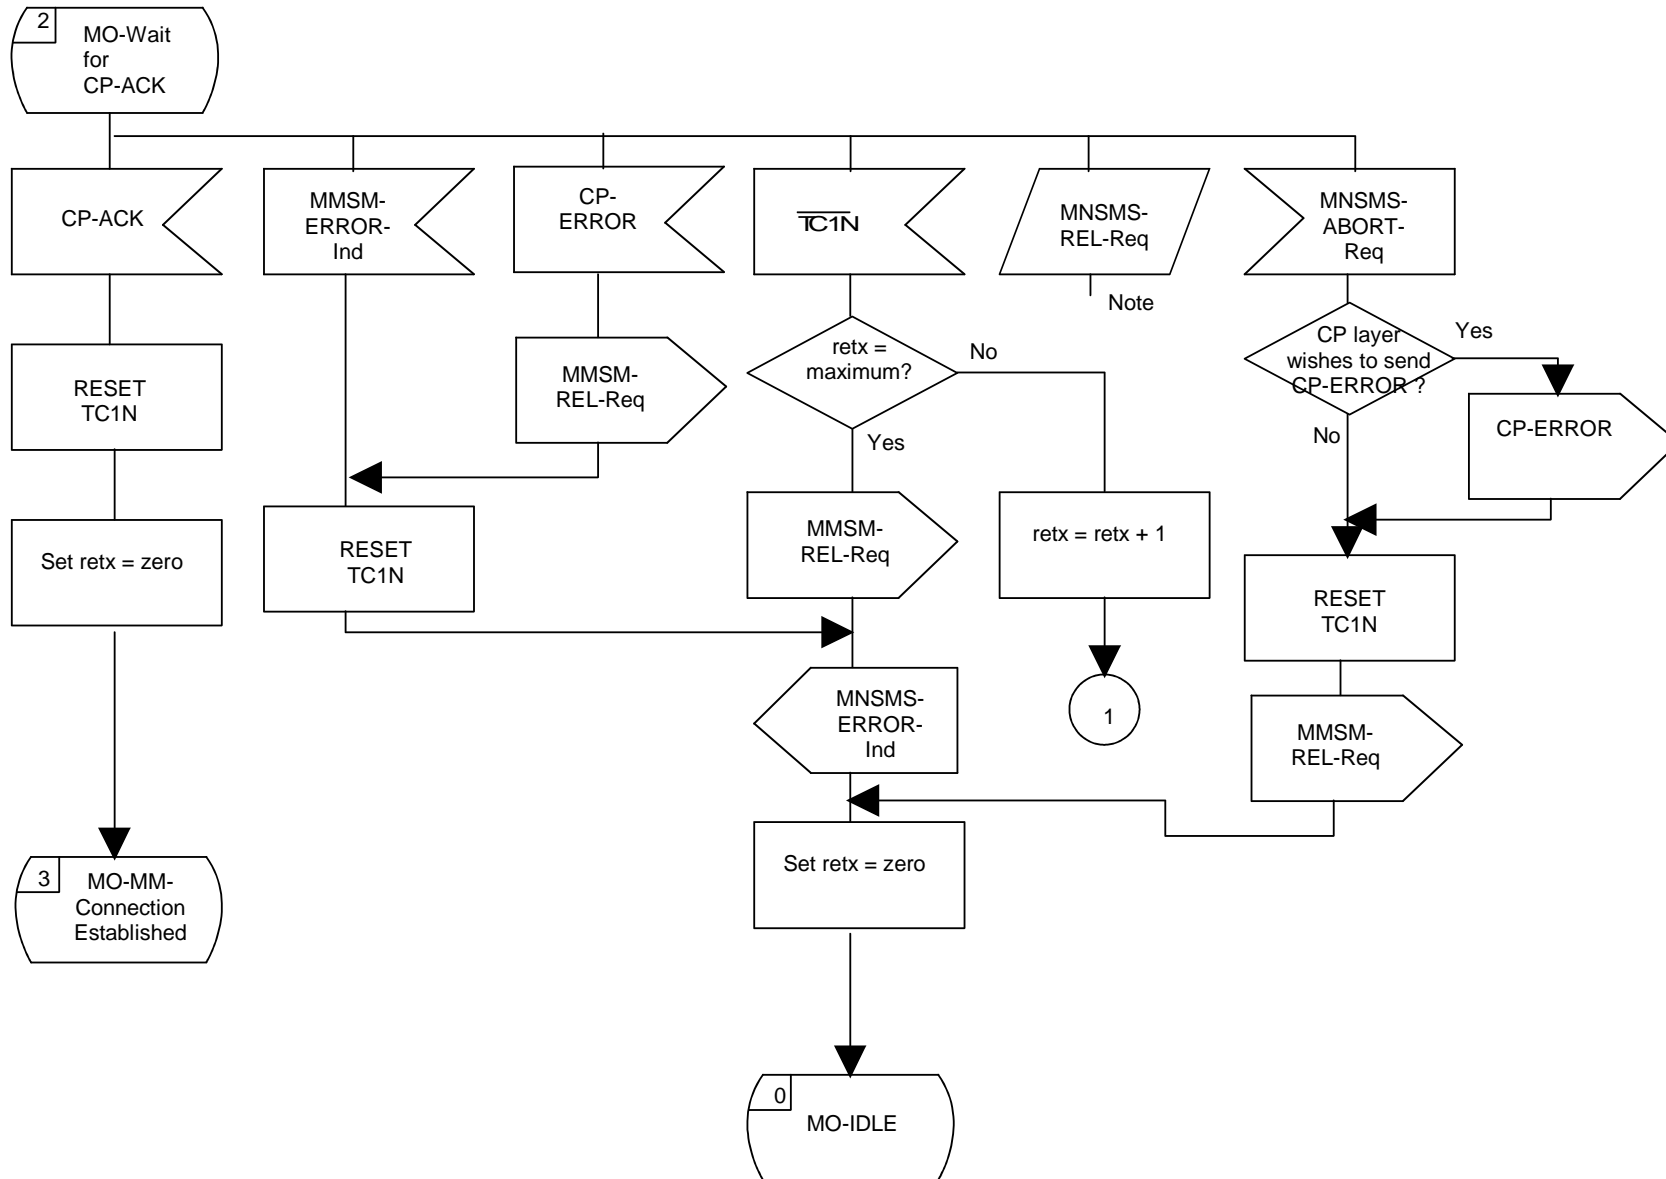 2
MO-Wait
for
CP-ACK
CP-ACK
MMSM-
ERROR-
Ind
CP-
ERROR
TC1N
MNSMS-
REL-Req
Note
MNSMS-
ABORT-
Req
RESET
TC1N
MMSM-
REL-Req
retx =
maximum?
No
Yes
CP layer
wishes to send
CP-ERROR ?
Yes
No
CP-ERROR
Set retx = zero
RESET
TC1N
MMSM-
REL-Req
retx = retx + 1
RESET
TC1N
MNSMS-
ERROR-
Ind
1
MMSM-
REL-Req
3
MO-MM-
Connection
Established
Set retx = zero
0
MO-IDLE